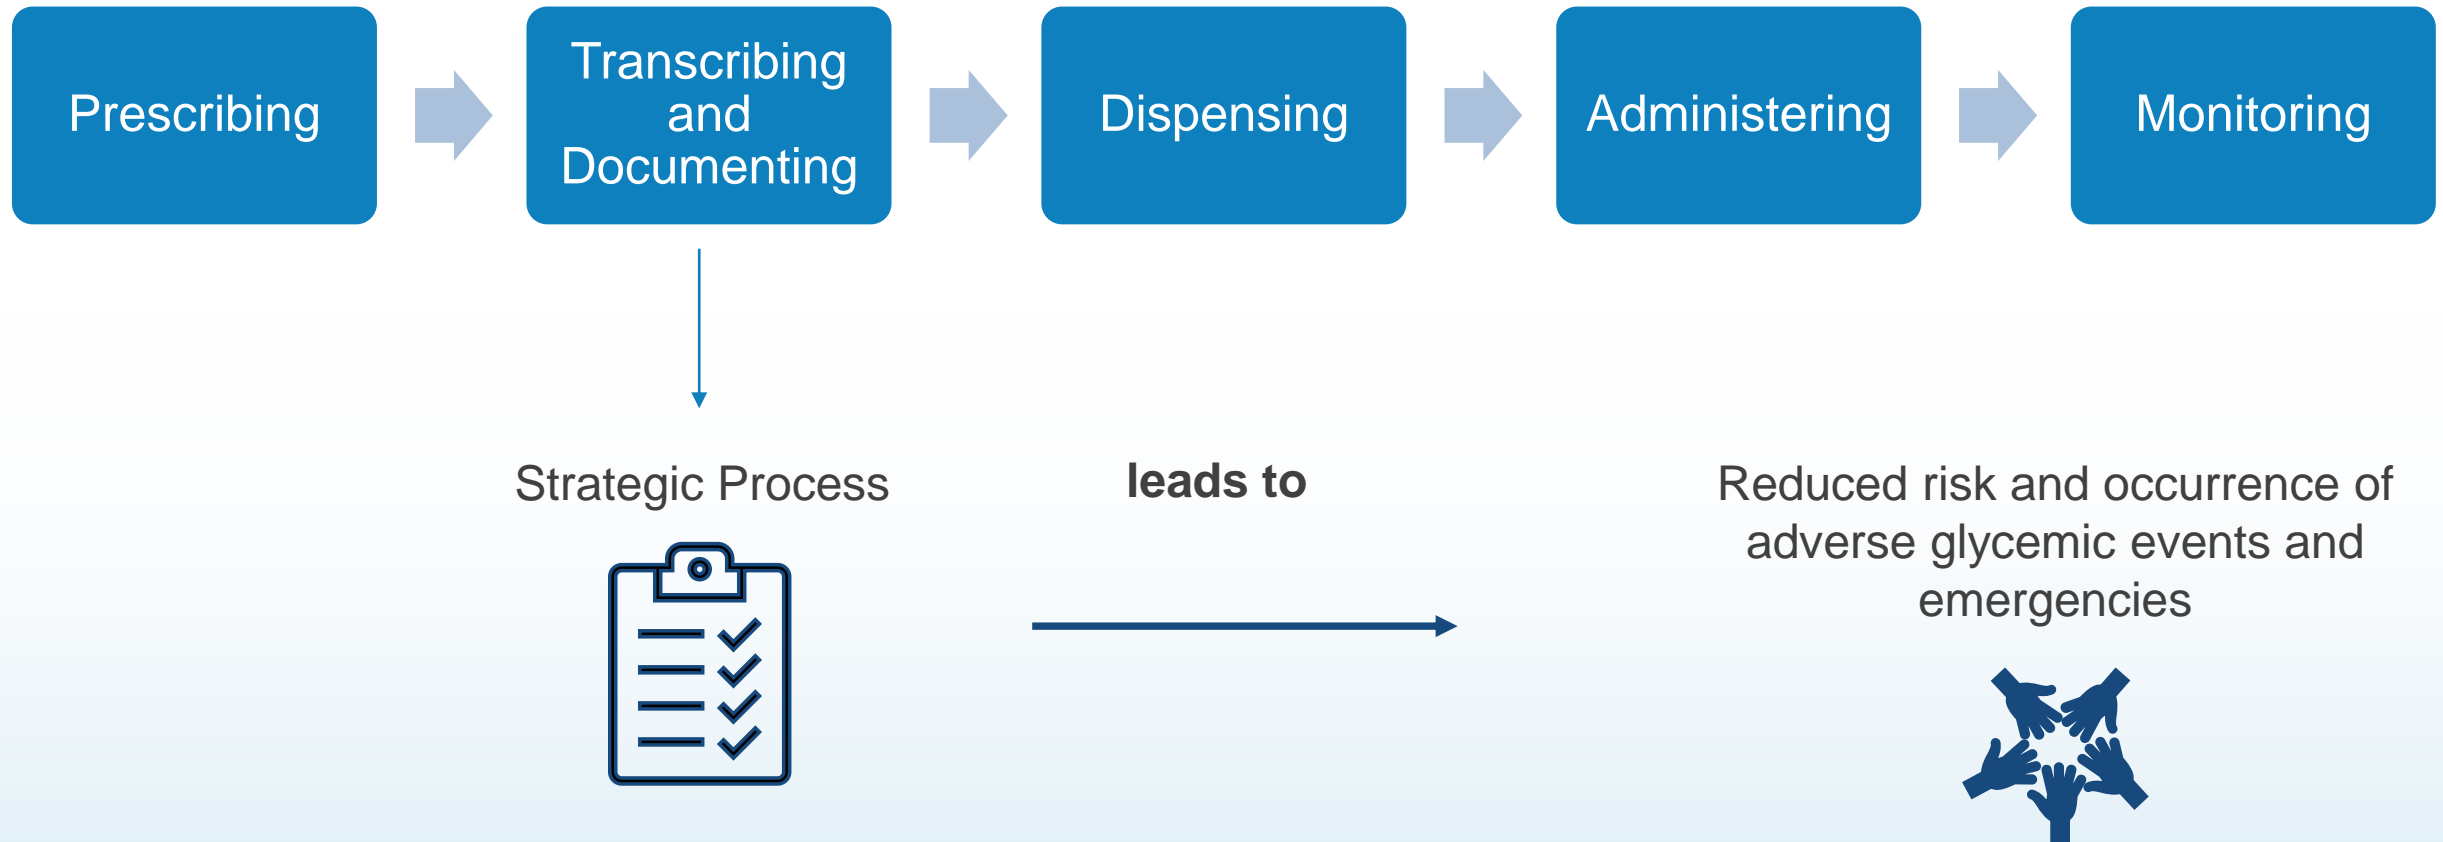 Prescribing
Transcribing
and
Documenting
Dispensing
Administering
Monitoring
Strategic Process
leads to
Reduced risk and occurrence of
adverse glycemic events and
emergencies